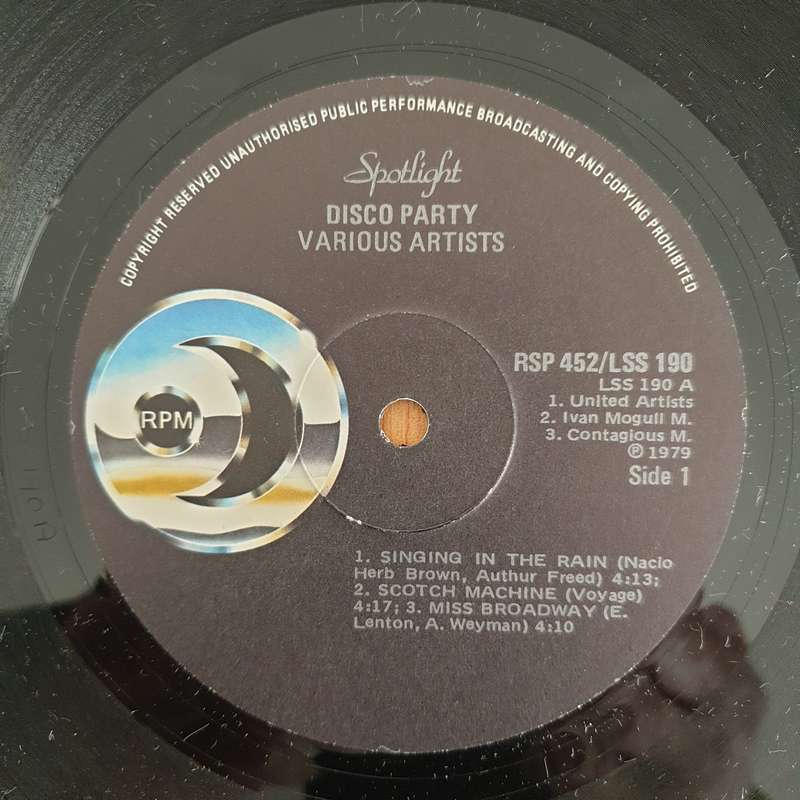 COPYRIGHT RESERVED UNAUTHORISED PUBLIC PERFORMANCE BROADCASTING AND COPYING PROHIBITED
Spotlight
DISCO PARTY
VARIOUS ARTISTS
RPM
RSP 452/LSS 190
LSS 190 A
1. United Artists
2. Ivan Mogull M.
3. Contagious M.
℗ 1979
Side 1
1. SINGING IN THE RAIN (Nacio
Herb Brown, Authur Freed) 4:13;
2. SCOTCH MACHINE (Voyage)
4:17; 3. MISS BROADWAY (E.
Lenton, A. Weyman) 4:10